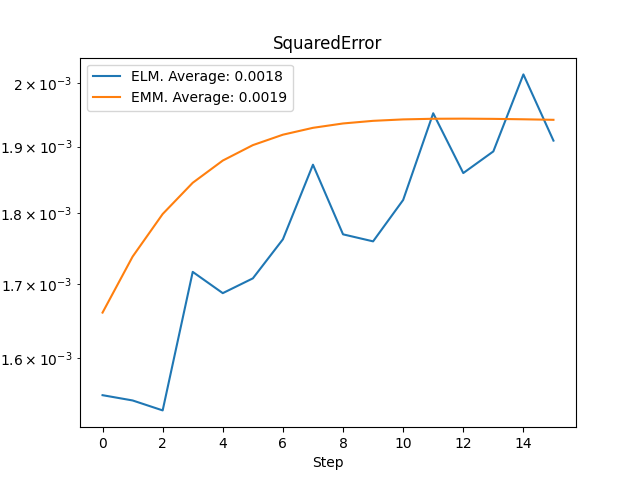 SquaredError
ELM. Average: 0.0018
EMM. Average: 0.0019
2 × 10⁻³
1.9 × 10⁻³
1.8 × 10⁻³
1.7 × 10⁻³
1.6 × 10⁻³
0 2 4 6 8 10 12 14
Step